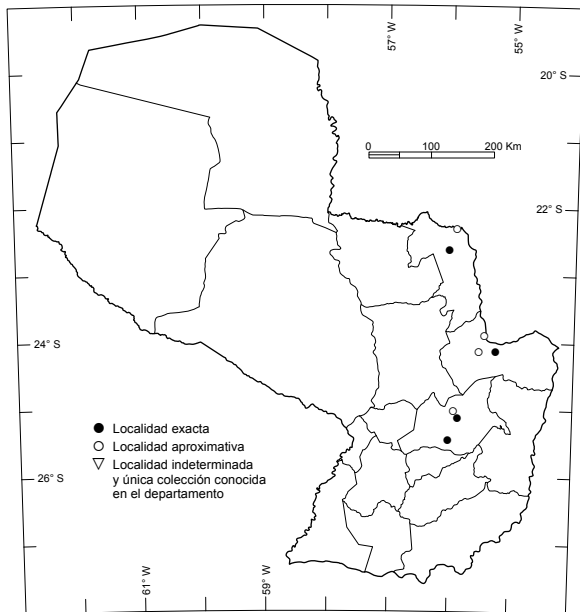 57° W
55° W
20° S
0 100 200 Km
22° S
24° S
Localidad exacta
Localidad aproximativa
Localidad indeterminada
y única colección conocida
en el departamento
26° S
61° W
59° W